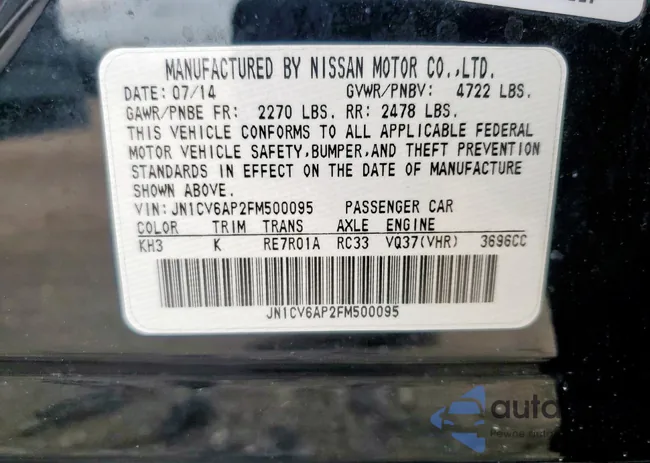 MANUFACTURED BY NISSAN MOTOR CO.,LTD.
DATE: 07/14 GVWR/PNBV: 4722 LBS.
GAWR/PNBE FR: 2270 LBS. RR: 2478 LBS.
THIS VEHICLE CONFORMS TO ALL APPLICABLE FEDERAL
MOTOR VEHICLE SAFETY,BUMPER,AND THEFT PREVENTION
STANDARDS IN EFFECT ON THE DATE OF MANUFACTURE
SHOWN ABOVE.
VIN: JN1CV6AP2FM500095 PASSENGER CAR
COLOR TRIM TRANS AXLE ENGINE
KH3 K RE7R01A RC33 VQ37(VHR) 3696CC
JN1CV6AP2FM500095